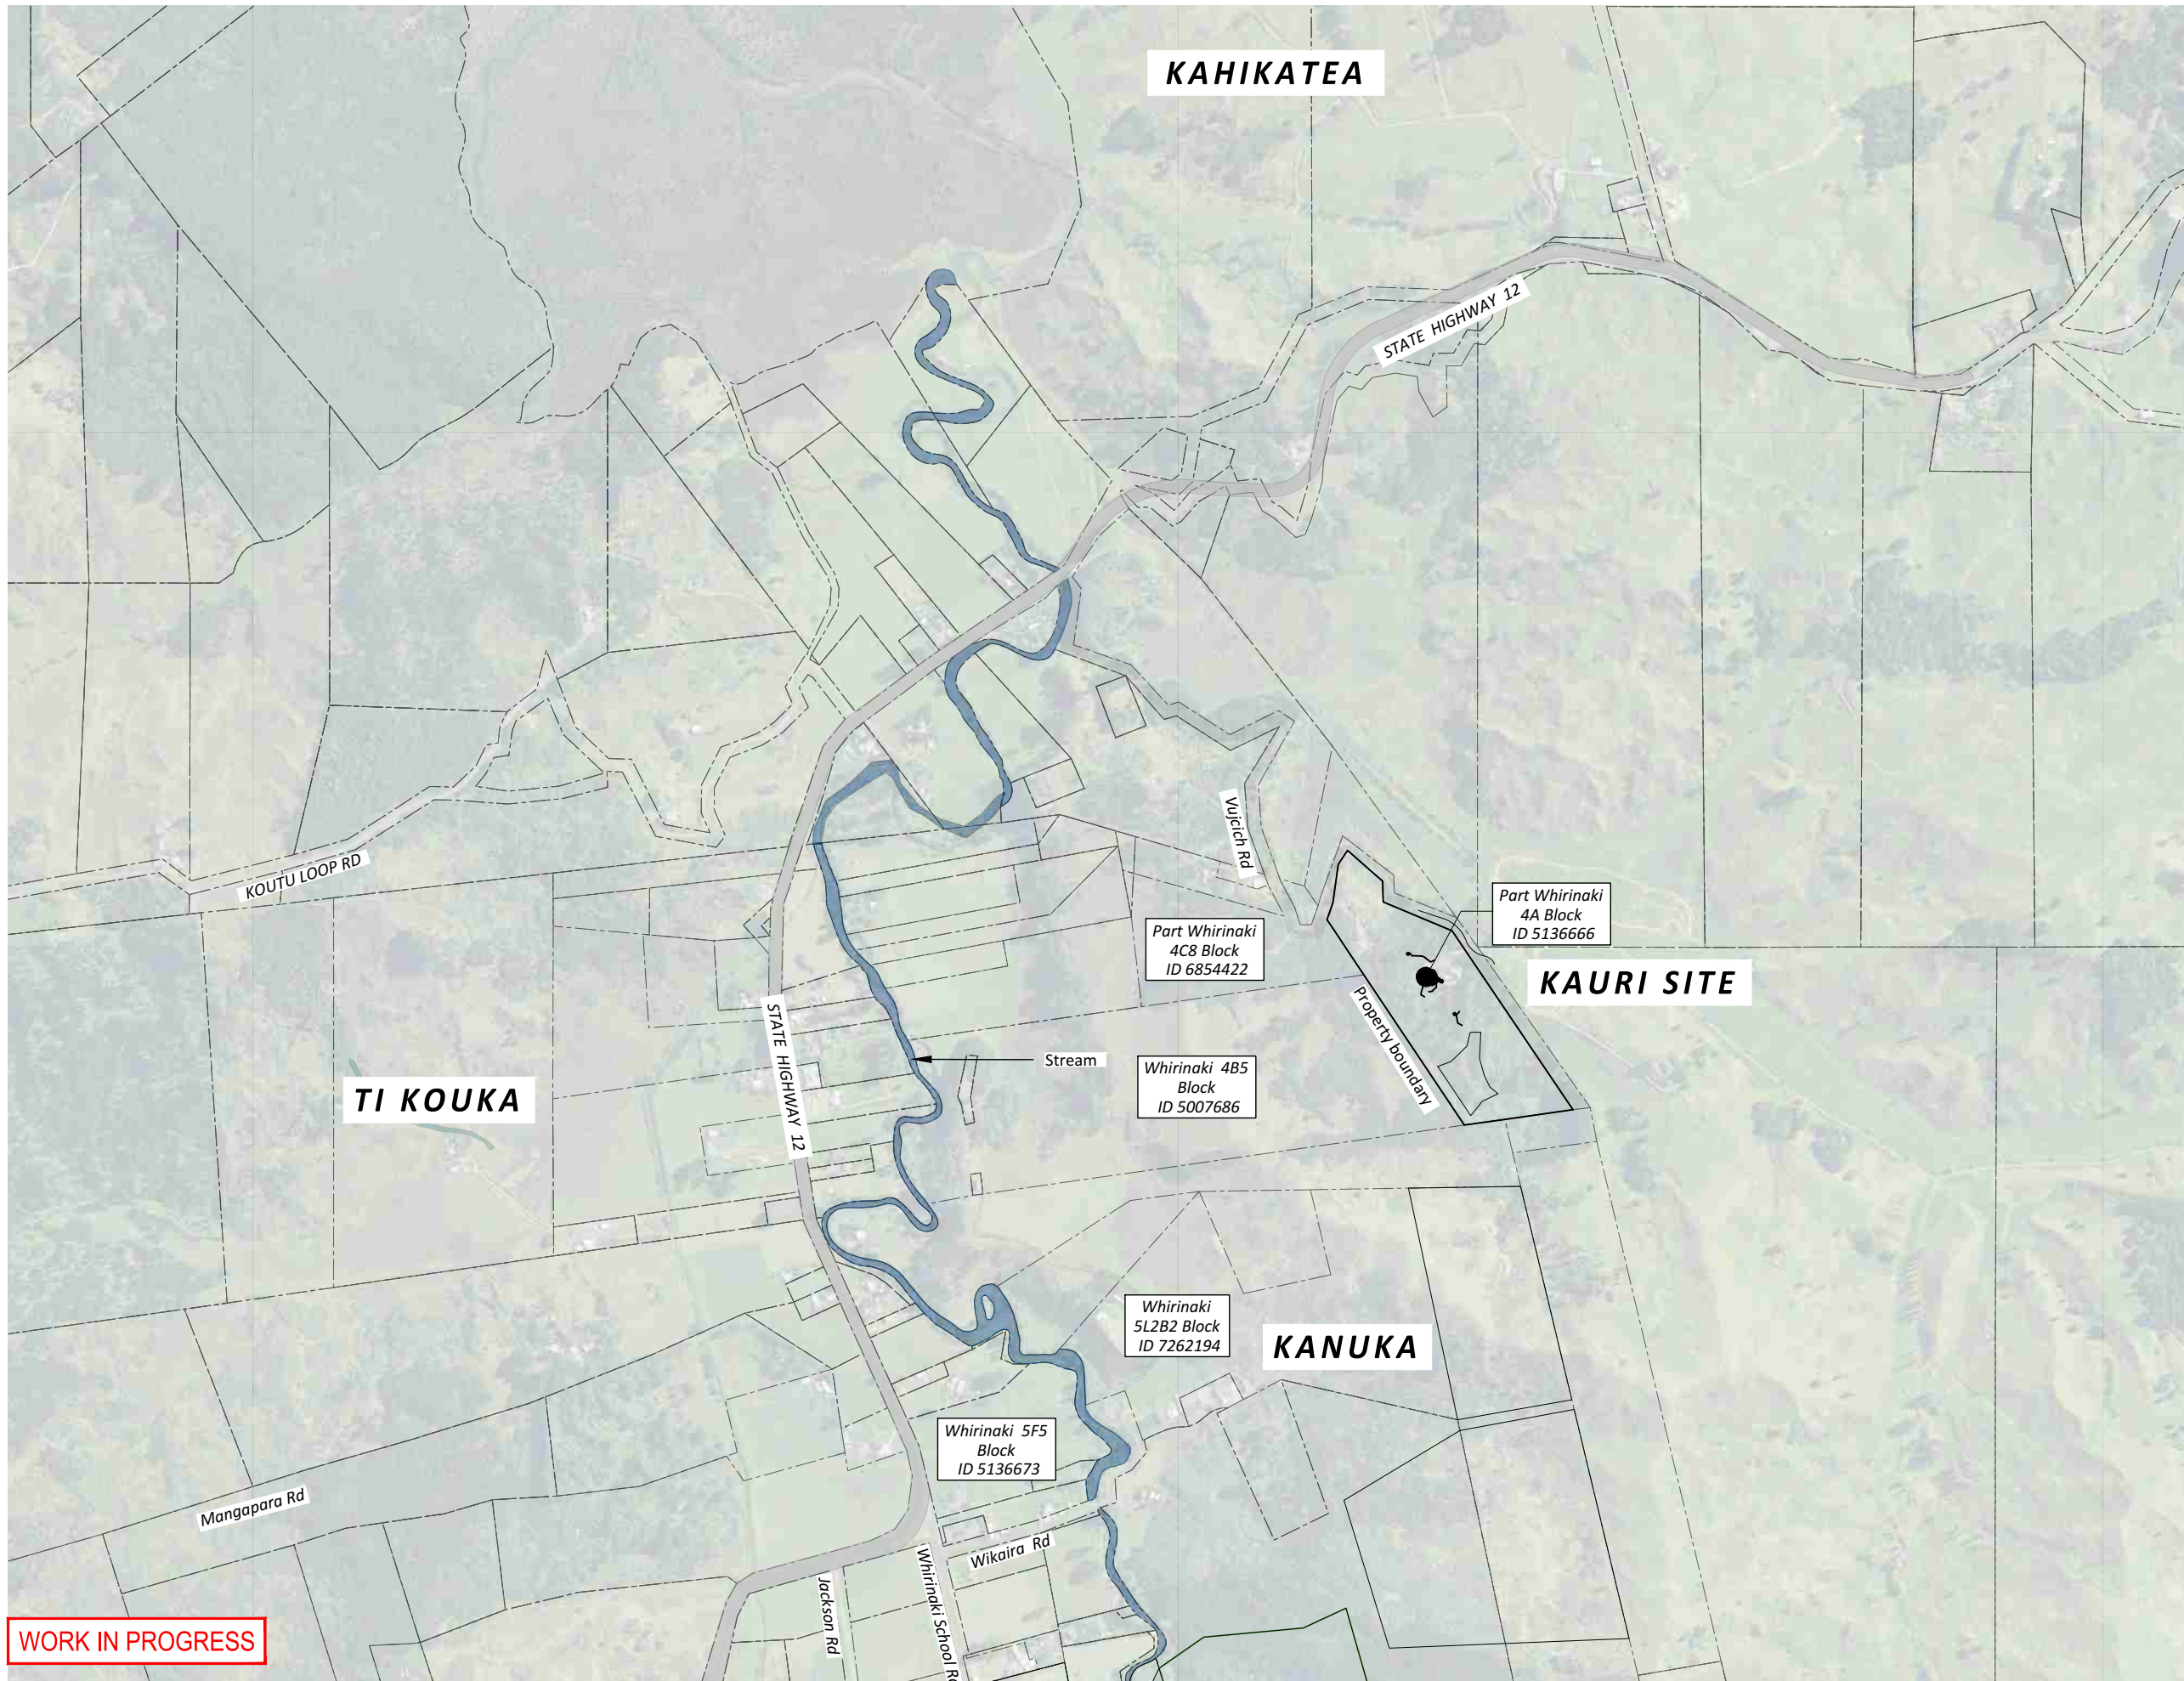 KAHIKATEA
STATE HIGHWAY 12
Vujcich Rd
KOUTU LOOP RD
Part Whirinaki
4A Block
ID 5136666
Part Whirinaki
4C8 Block
ID 6854422
KAURI SITE
Property boundary
STATE HIGHWAY 12
Stream
Whirinaki 4B5
Block
ID 5007686
TI KOUKA
Whirinaki
5L2B2 Block
ID 7262194
KANUKA
Whirinaki 5F5
Block
ID 5136673
Mangapara Rd
Wikaira Rd
Jackson Rd
Whirinaki School Rd
WORK IN PROGRESS